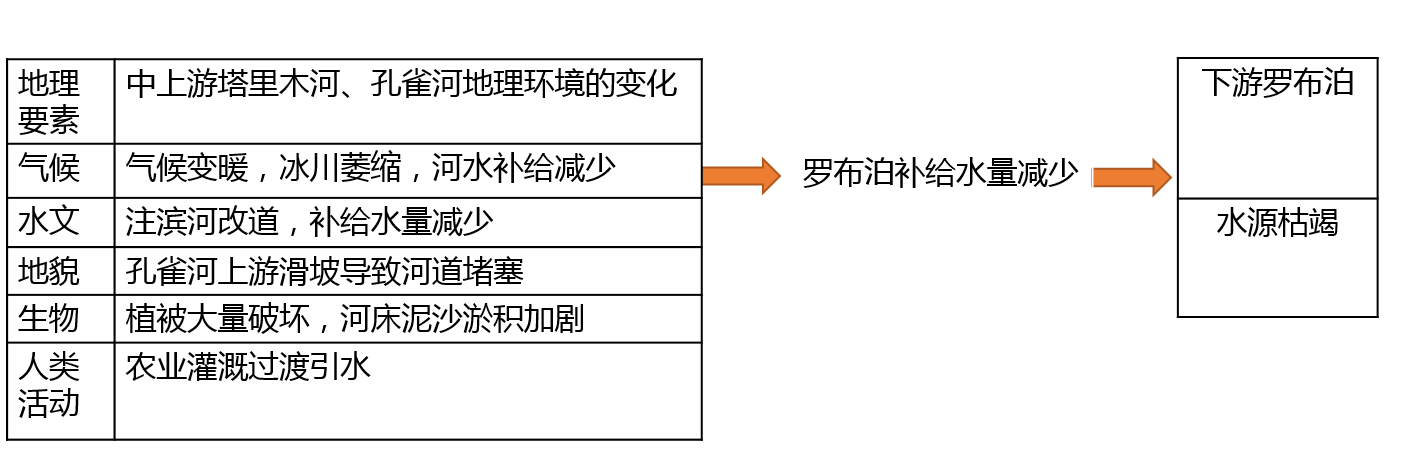 地理
要素
中上游塔里木河、孔雀河地理环境的变化
气候
气候变暖，冰川萎缩，河水补给减少
水文
注滨河改道，补给水量减少
地貌
孔雀河上游滑坡导致河道堵塞
生物
植被大量破坏，河床泥沙淤积加剧
人类
活动
农业灌溉过渡引水
罗布泊补给水量减少
下游罗布泊
水源枯竭